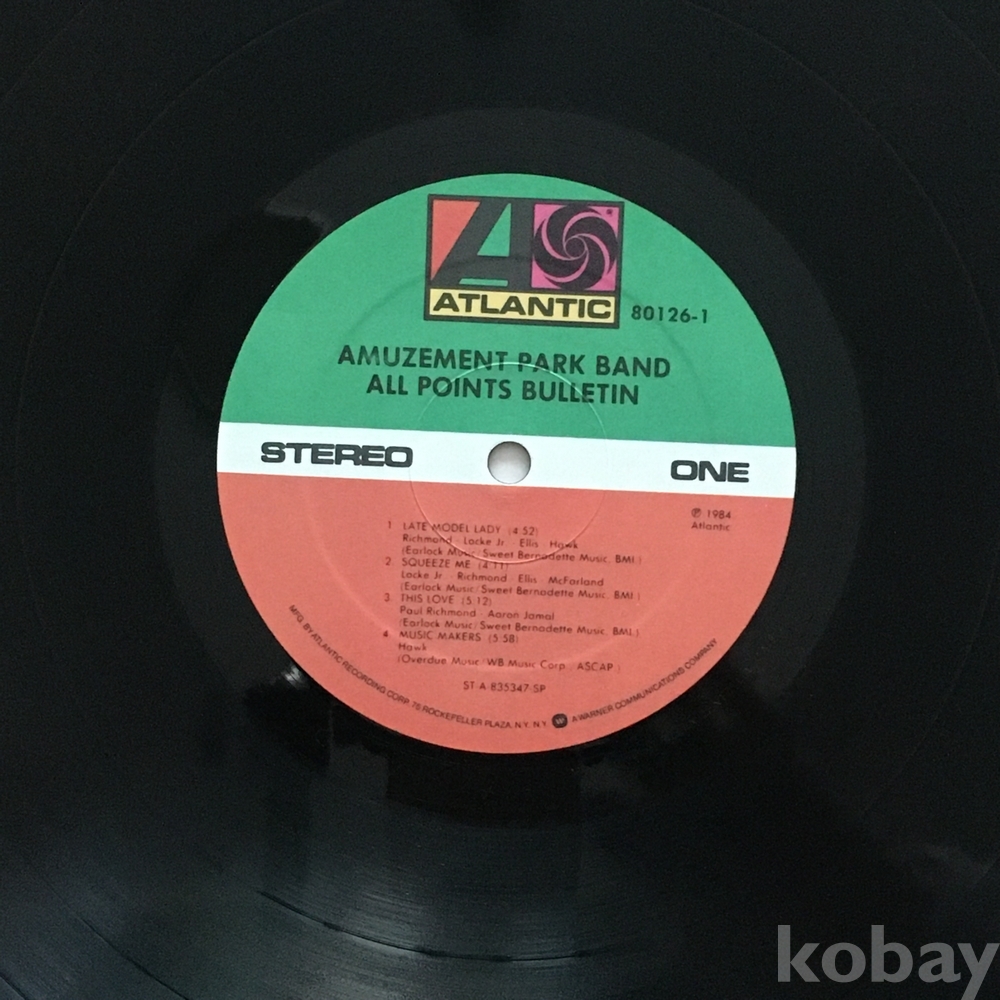 ATLANTIC
80126-1
AMUZEMENT PARK BAND
ALL POINTS BULLETIN
STEREO
ONE
℗ 1984
Atlantic
1 LATE MODEL LADY (4:52)
Richmond · Locke Jr. · Ellis · Hawk
(Earlock Music/Sweet Bernadette Music, BMI.)
2 SQUEEZE ME (4:11)
Locke Jr. · Richmond · Ellis · McFarland
(Earlock Music/Sweet Bernadette Music, BMI.)
3 THIS LOVE (5:12)
Paul Richmond · Aaron Jamal
(Earlock Music/Sweet Bernadette Music, BMI.)
4 MUSIC MAKERS (5:58)
Hawk
(Overdue Music/WB Music Corp., ASCAP.)
ST-A-835347-SP
MFG. BY ATLANTIC RECORDING CORP., 75 ROCKEFELLER PLAZA, N.Y., N.Y. W A WARNER COMMUNICATIONS COMPANY
kobay